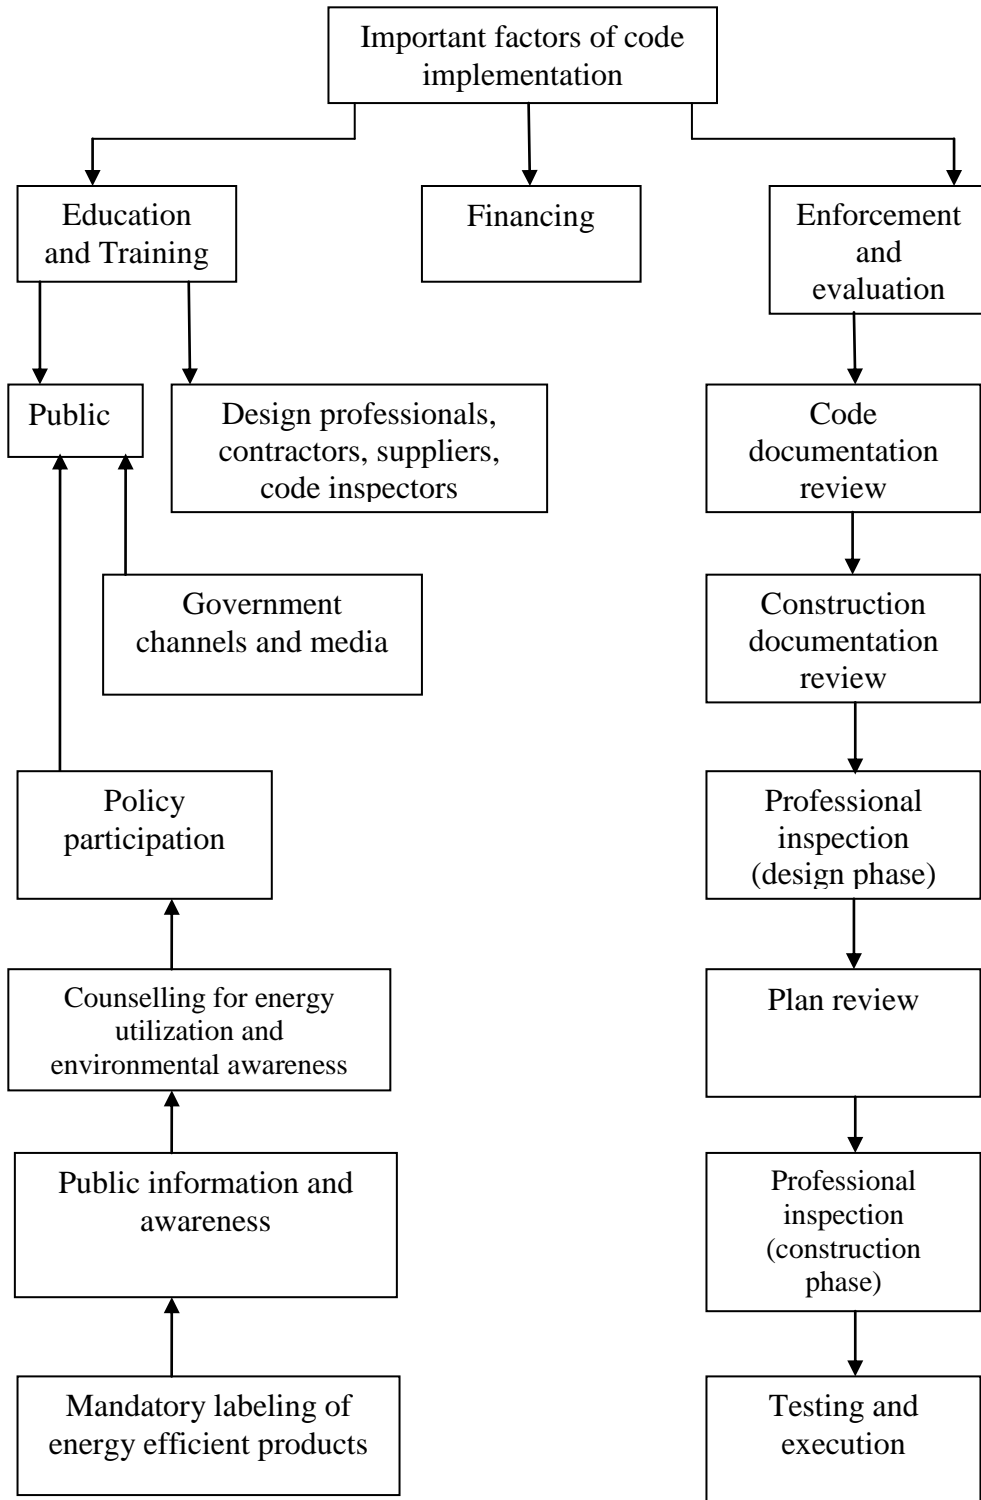 Important factors of code
implementation
Education
and Training
Financing
Enforcement
and
evaluation
Public
Design professionals,
contractors, suppliers,
code inspectors
Code
documentation
review
Government
channels and media
Construction
documentation
review
Policy
participation
Professional
inspection
(design phase)
Counselling for energy
utilization and
environmental awareness
Plan review
Public information and
awareness
Professional
inspection
(construction
phase)
Mandatory labeling of
energy efficient products
Testing and
execution